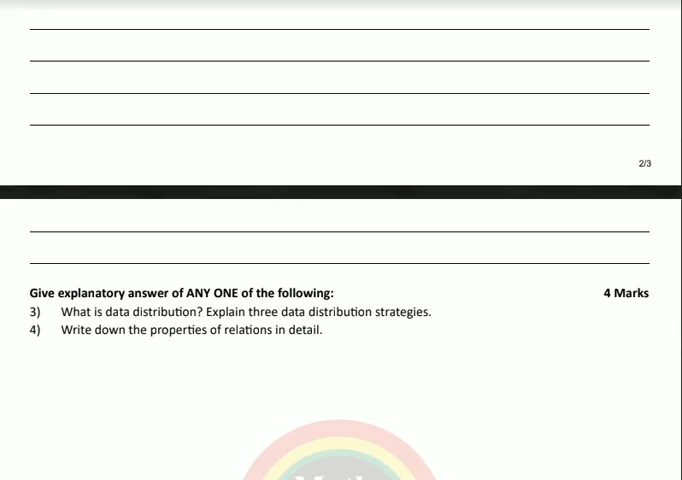 2/3
Give explanatory answer of ANY ONE of the following: 4 Marks
3) What is data distribution? Explain three data distribution strategies.
4) Write down the properties of relations in detail.